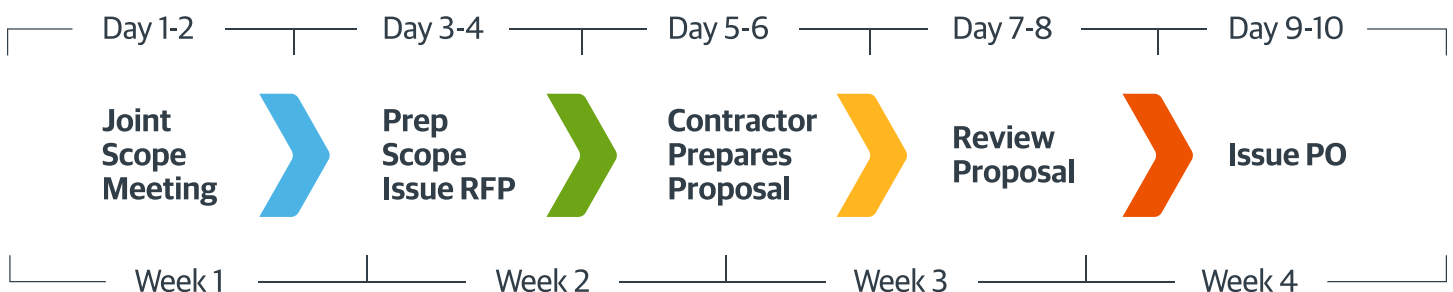 Day 1-2
Day 3-4
Day 5-6
Day 7-8
Day 9-10
Joint
Scope
Meeting
Prep
Scope
Issue RFP
Contractor
Prepares
Proposal
Review
Proposal
Issue PO
Week 1
Week 2
Week 3
Week 4